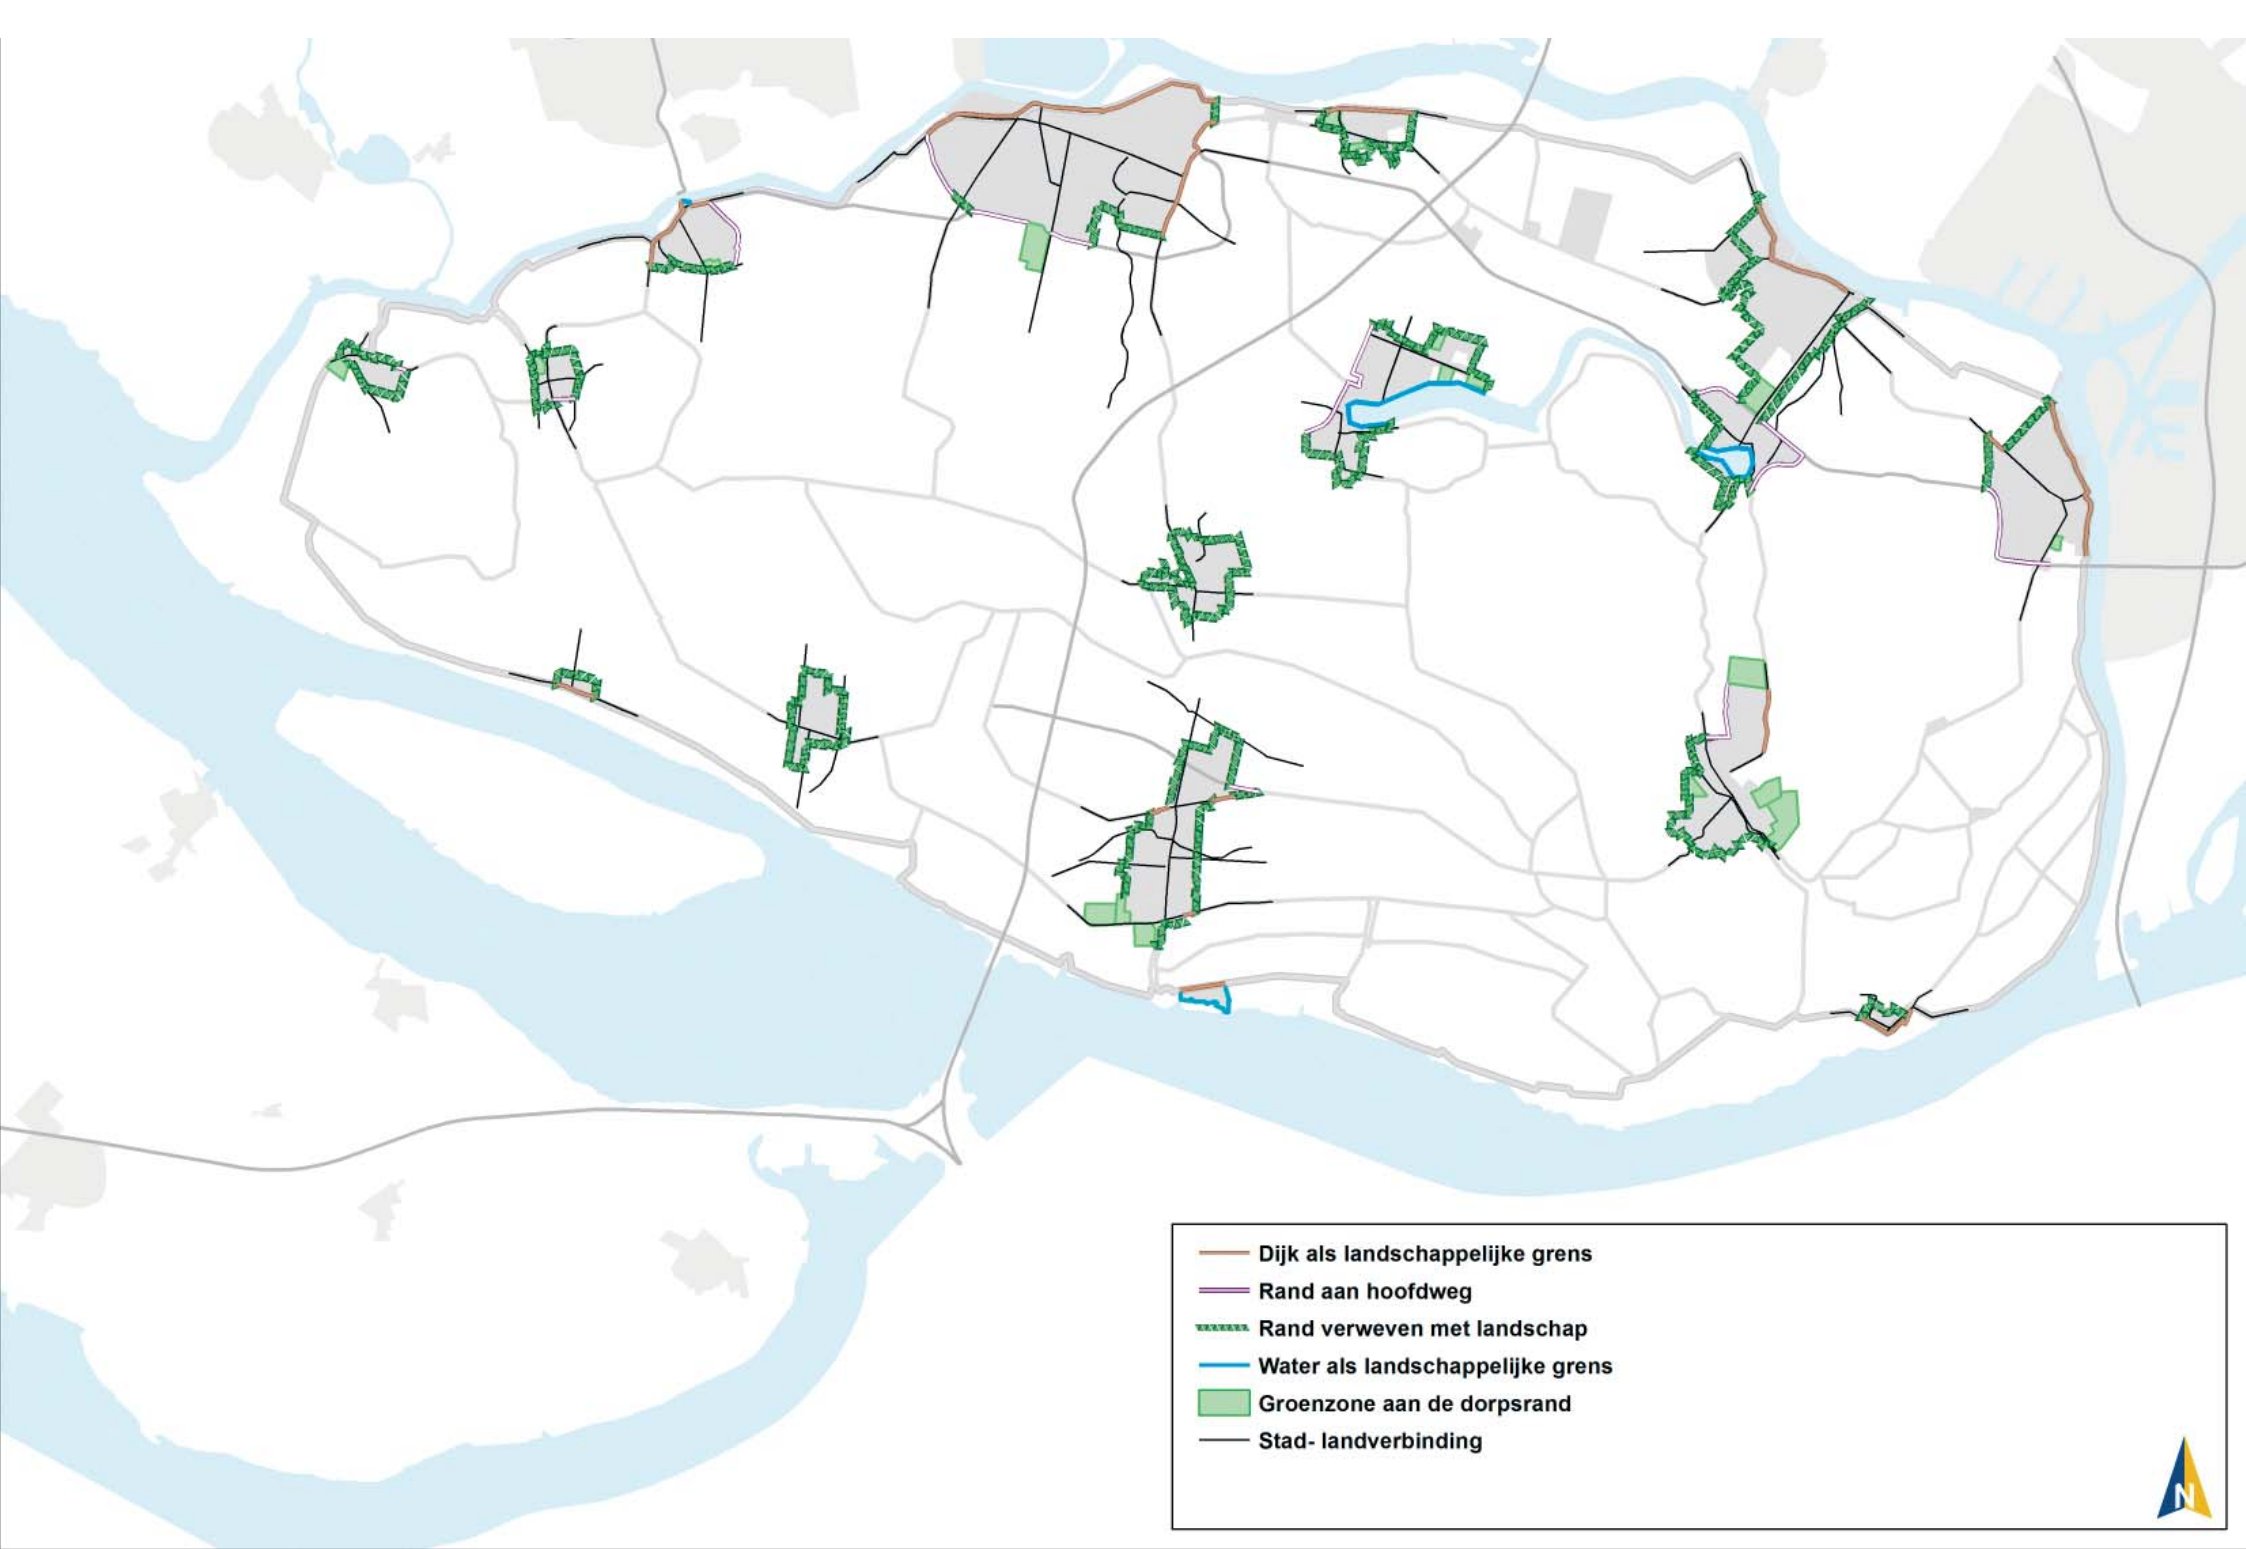 Dijk als landschappelijke grens
Rand aan hoofdweg
Rand verweven met landschap
Water als landschappelijke grens
Groenzone aan de dorpsrand
Stad- landverbinding
N